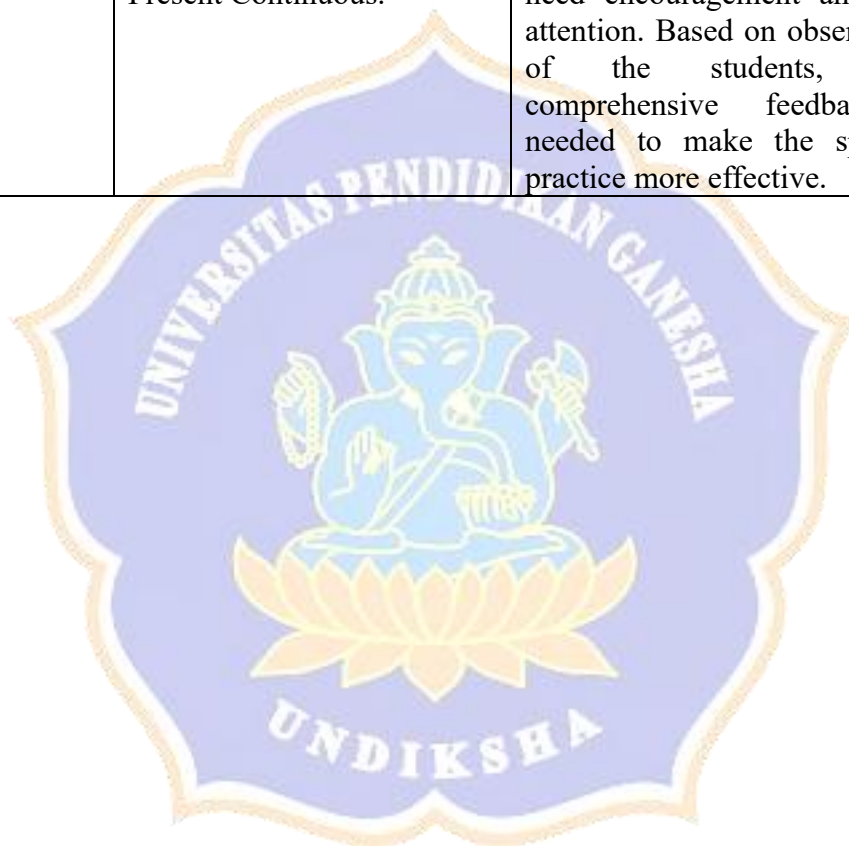 Present Continuous.
need encouragement an
attention. Based on obser
of the students,
comprehensive feedba
needed to make the sp
practice more effective.
UNIVERSITAS PENDIDIKAN GANESHA
UNDIKSHA